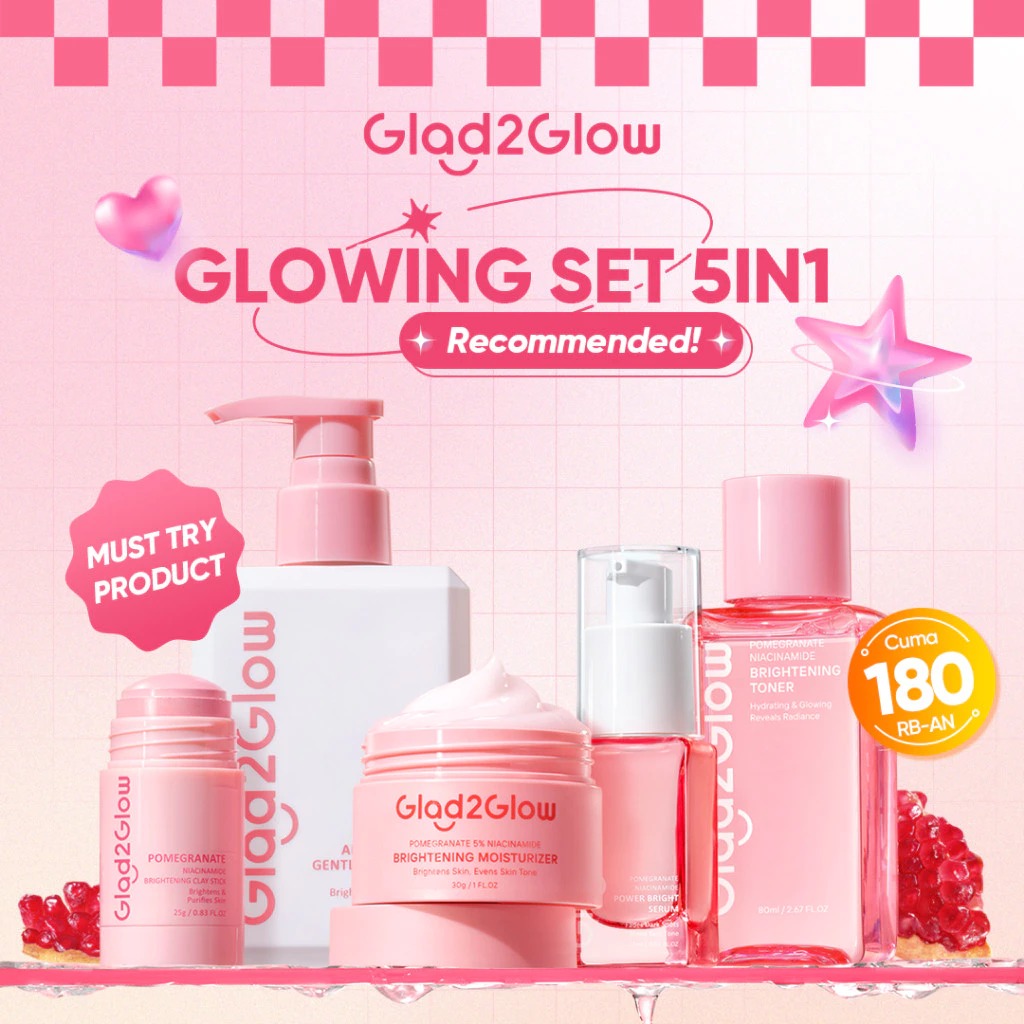 Glad2Glow
GLOWING SET 5IN1
Recommended!
MUST TRY
PRODUCT
Cuma
180
RB-AN
Glad2Glow
POMEGRANATE
NIACINAMIDE
BRIGHTENING CLAY STICK
Brightens &
Purifies Skin
25g / 0.83 FL.OZ
Glad2Glow
GENTL
Brigh
Glad2Glow
POMEGRANATE 5% NIACINAMIDE
BRIGHTENING MOISTURIZER
Brightens Skin, Evens Skin Tone
30g / 1 FL.OZ
POMEGRANATE
NIACINAMIDE
POWER BRIGHT
SERUM
Glad2Glow
POMEGRANATE
NIACINAMIDE
BRIGHTENING
TONER
Hydrating & Glowing
Reveals Radiance
80ml / 2.67 FL.OZ